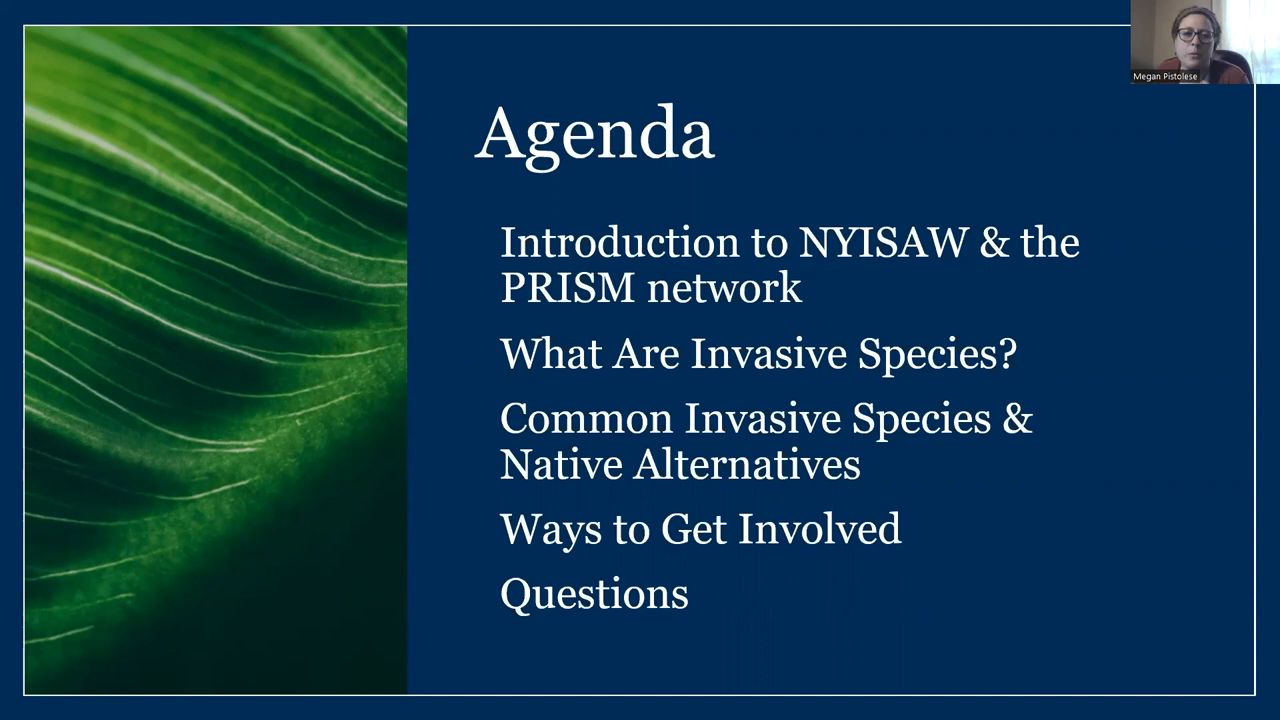 Megan Pistolese
Agenda
Introduction to NYISAW & the
PRISM network
What Are Invasive Species?
Common Invasive Species &
Native Alternatives
Ways to Get Involved
Questions